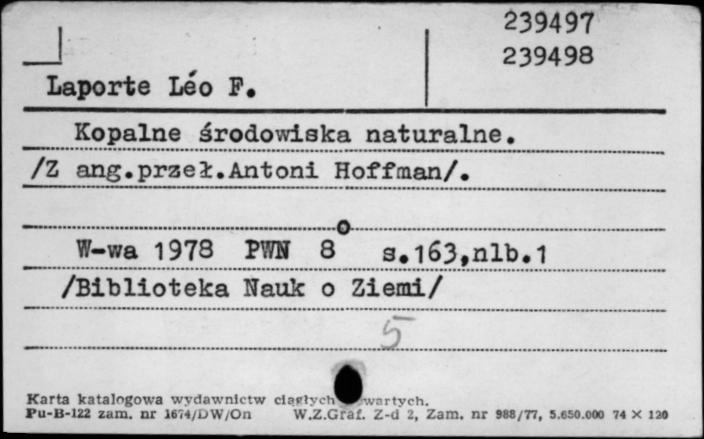 239497
239498
Laporte Léo F.
Kopalne środowiska naturalne.
/Z ang.przeł.Antoni Hoffman/.
W-wa 1978 PWN 8° s.163,nlb.1
/Biblioteka Nauk o Ziemi/
5
Karta katalogowa wydawnictw ciągłych
Pu-B-122 zam. nr 1674/DW/On W.Z.Graf. Z-d 2, Zam. nr 988/77, 5.650.000 74 × 120